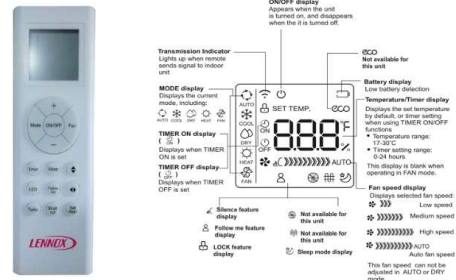 ON/OFF display
Appears when the unit
is turned on, and disappears
when the it is turned off.
Transmission Indicator
Lights up when remote
sends signal to indoor
unit
ECO
Not available for
this unit
Battery display
Low battery detection
MODE display
Displays the current
mode, including:
AUTO COOL DRY HEAT FAN
TIMER ON display
Displays when TIMER
ON is set
TIMER OFF display
Displays when TIMER
OFF is set
AUTO
COOL
DRY
HEAT
FAN
SET TEMP.
ECO
ON
OFF
88.8
°F
%
AUTO
Temperature/Timer display
Displays the set temperature
by default, or timer setting
when using TIMER ON/OFF
functions
• Temperature range:
17-30°C
• Timer setting range:
0-24 hours
This display is blank when
operating in FAN mode.
Fan speed display
Displays selected fan speed:
Low speed
Medium speed
High speed
AUTO
Auto fan speed
This fan speed can not be
adjusted in AUTO or DRY
mode.
Silence feature
display
Follow me feature
display
LOCK feature
display
Not available for
this unit
Not available for
this unit
Sleep mode display
Mode ON/OFF Fan
Timer Sleep
LED
Turbo
LENNOX